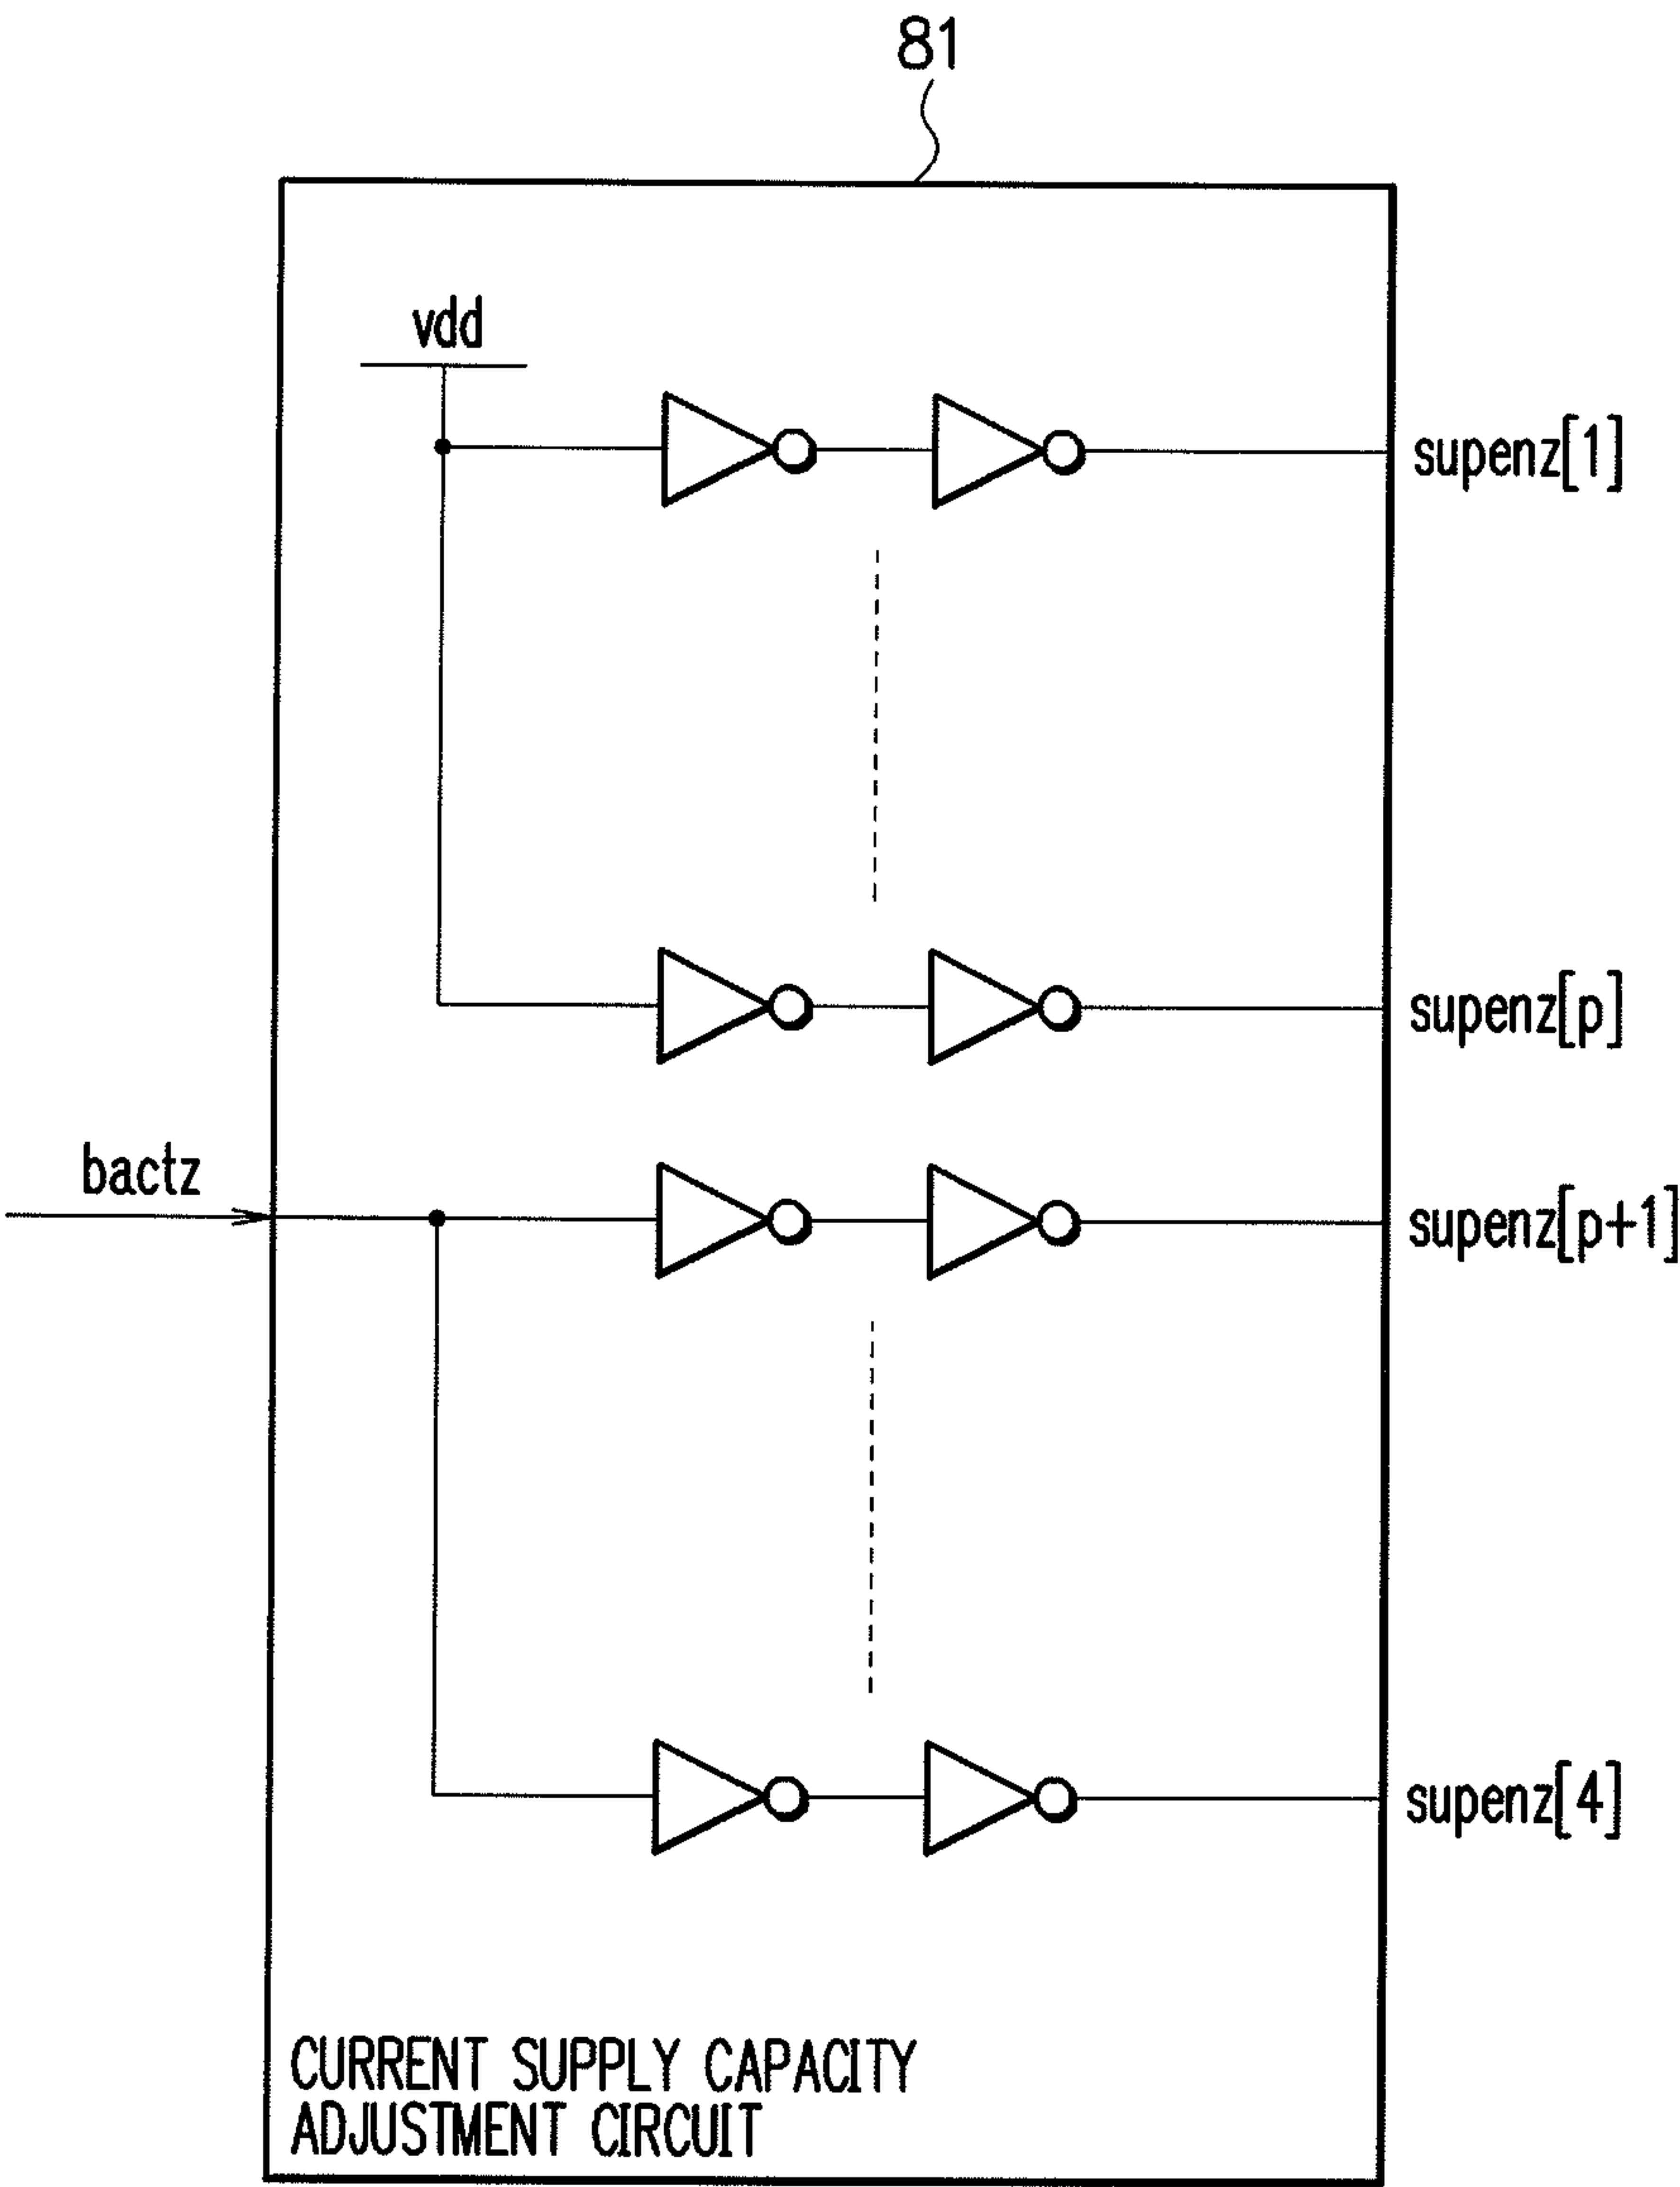 81
vdd
supenz[1]
supenz[p]
bactz
supenz[p+1]
supenz[4]
CURRENT SUPPLY CAPACITY
ADJUSTMENT CIRCUIT